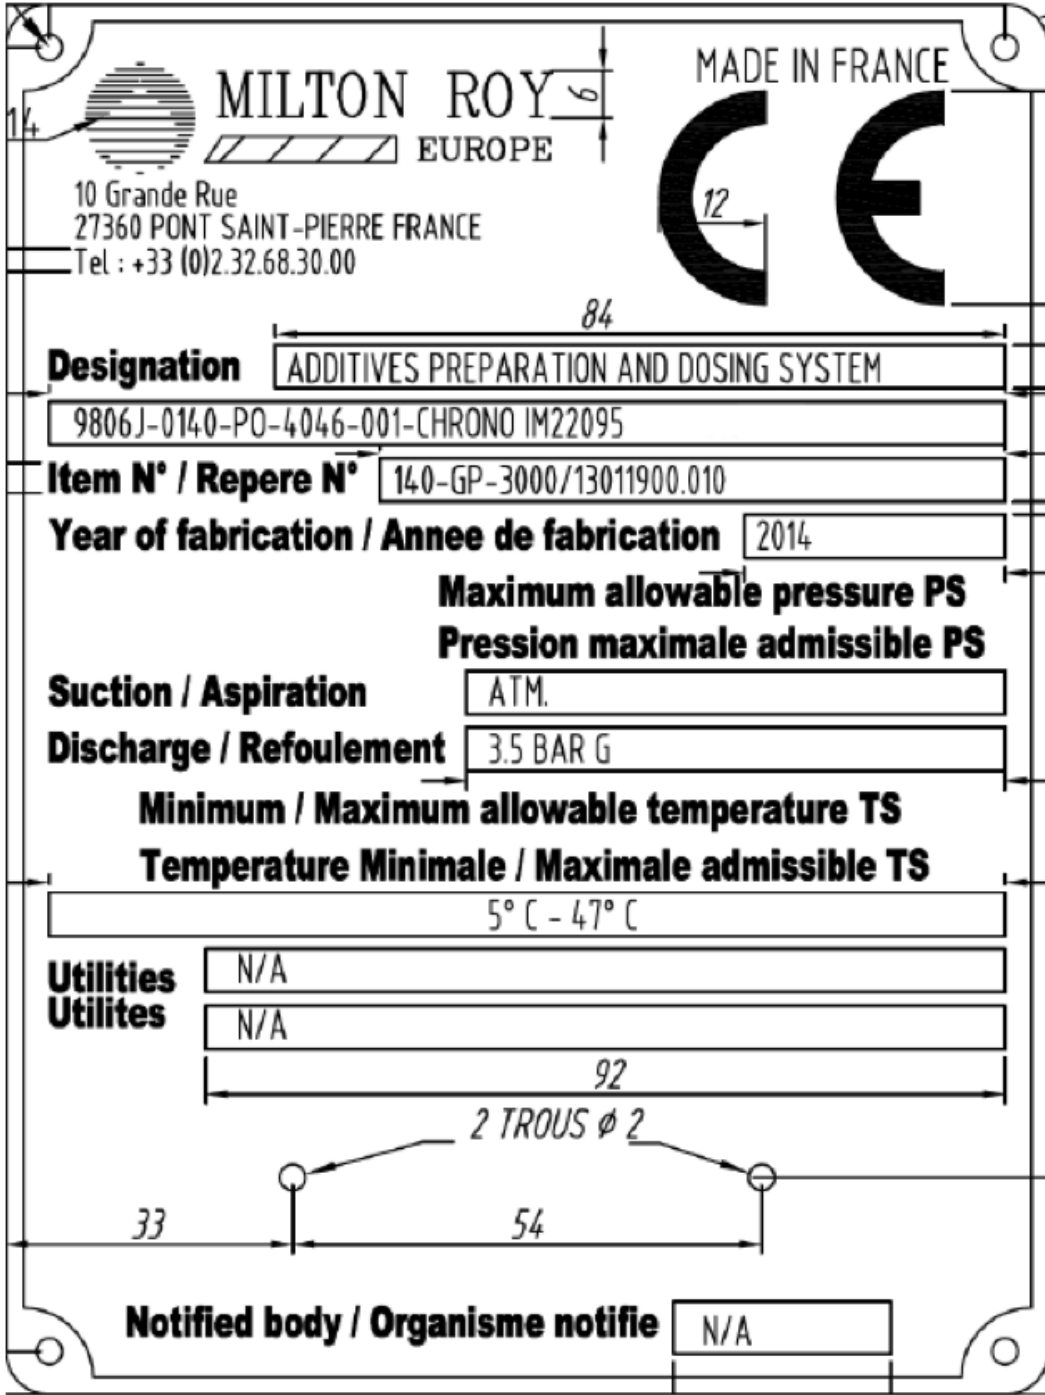 MILTON ROY
EUROPE
MADE IN FRANCE
CE
6
14
12
10 Grande Rue
27360 PONT SAINT-PIERRE FRANCE
Tel : +33 (0)2.32.68.30.00
84
Designation ADDITIVES PREPARATION AND DOSING SYSTEM
9806J-0140-PO-4046-001-CHRONO IM22095
Item N° / Repere N° 140-GP-3000/13011900.010
Year of fabrication / Annee de fabrication 2014
Maximum allowable pressure PS
Pression maximale admissible PS
Suction / Aspiration ATM.
Discharge / Refoulement 3.5 BAR G
Minimum / Maximum allowable temperature TS
Temperature Minimale / Maximale admissible TS
5° C - 47° C
Utilities N/A
Utilites N/A
92
2 TROUS ϕ 2
33 54
Notified body / Organisme notifie N/A